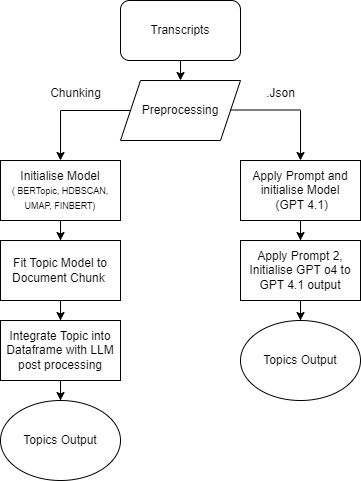 Transcripts
Chunking
.Json
Preprocessing
Initialise Model
( BERTopic, HDBSCAN,
UMAP, FINBERT)
Apply Prompt and
initialise Model
(GPT 4.1)
Fit Topic Model to
Document Chunk
Apply Prompt 2,
Initialise GPT o4 to
GPT 4.1 output
Integrate Topic into
Dataframe with LLM
post processing
Topics Output
Topics Output